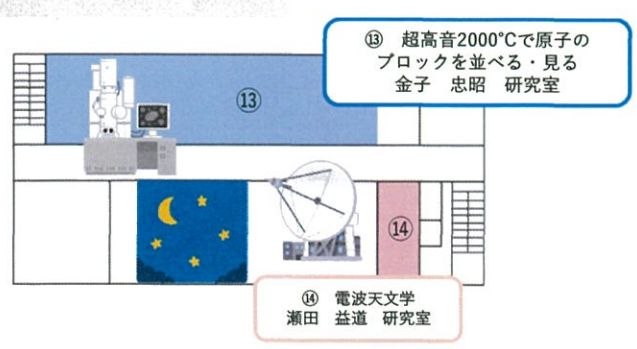 ⑬　超高音2000°Cで原子の
ブロックを並べる・見る
金子　忠昭　研究室
⑬
⑭
⑭　電波天文学
瀬田　益道　研究室